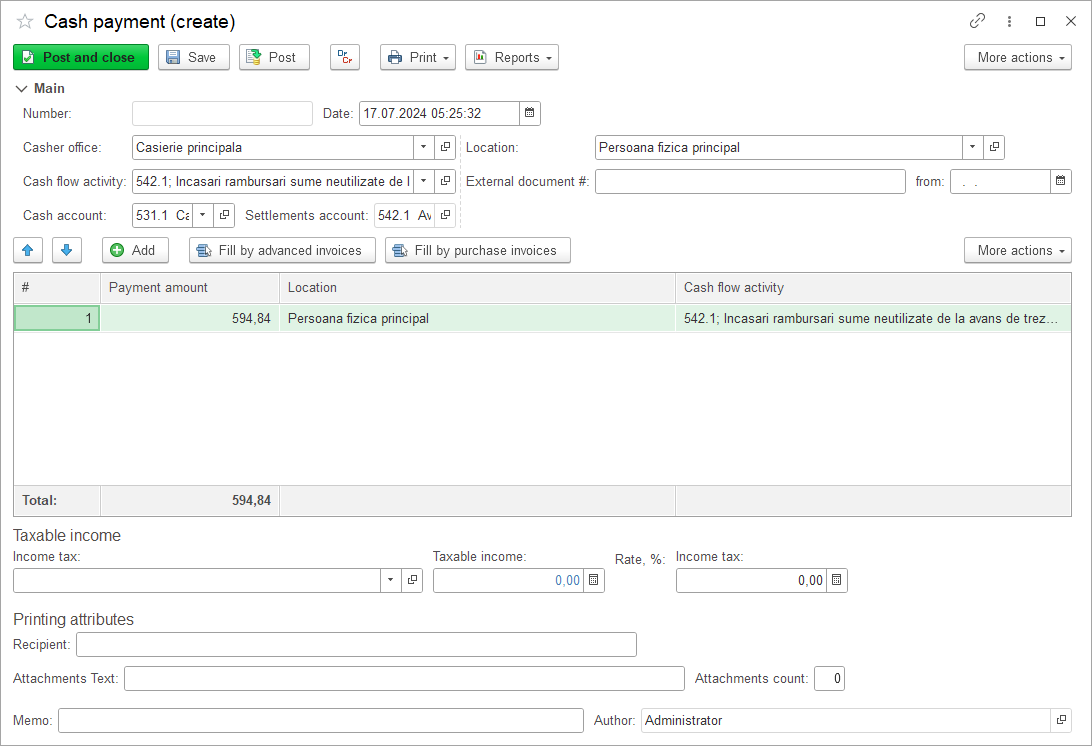 Cash payment (create)
Post and close Save Post Dr Cr Print Reports More actions
Main
Number: Date: 17.07.2024 05:25:32
Casher office: Casierie principala Location: Persoana fizica principal
Cash flow activity: 542.1; Incasari rambursari sume neutilizate de l External document #: from: . .
Cash account: 531.1 Ca Settlements account: 542.1 Av
Add Fill by advanced invoices Fill by purchase invoices More actions
# Payment amount Location Cash flow activity
1 594,84 Persoana fizica principal 542.1; Incasari rambursari sume neutilizate de la avans de trez...
Total: 594,84
Taxable income
Income tax: Taxable income: Rate, %: Income tax:
0,00 0,00
Printing attributes
Recipient:
Attachments Text: Attachments count: 0
Memo: Author: Administrator